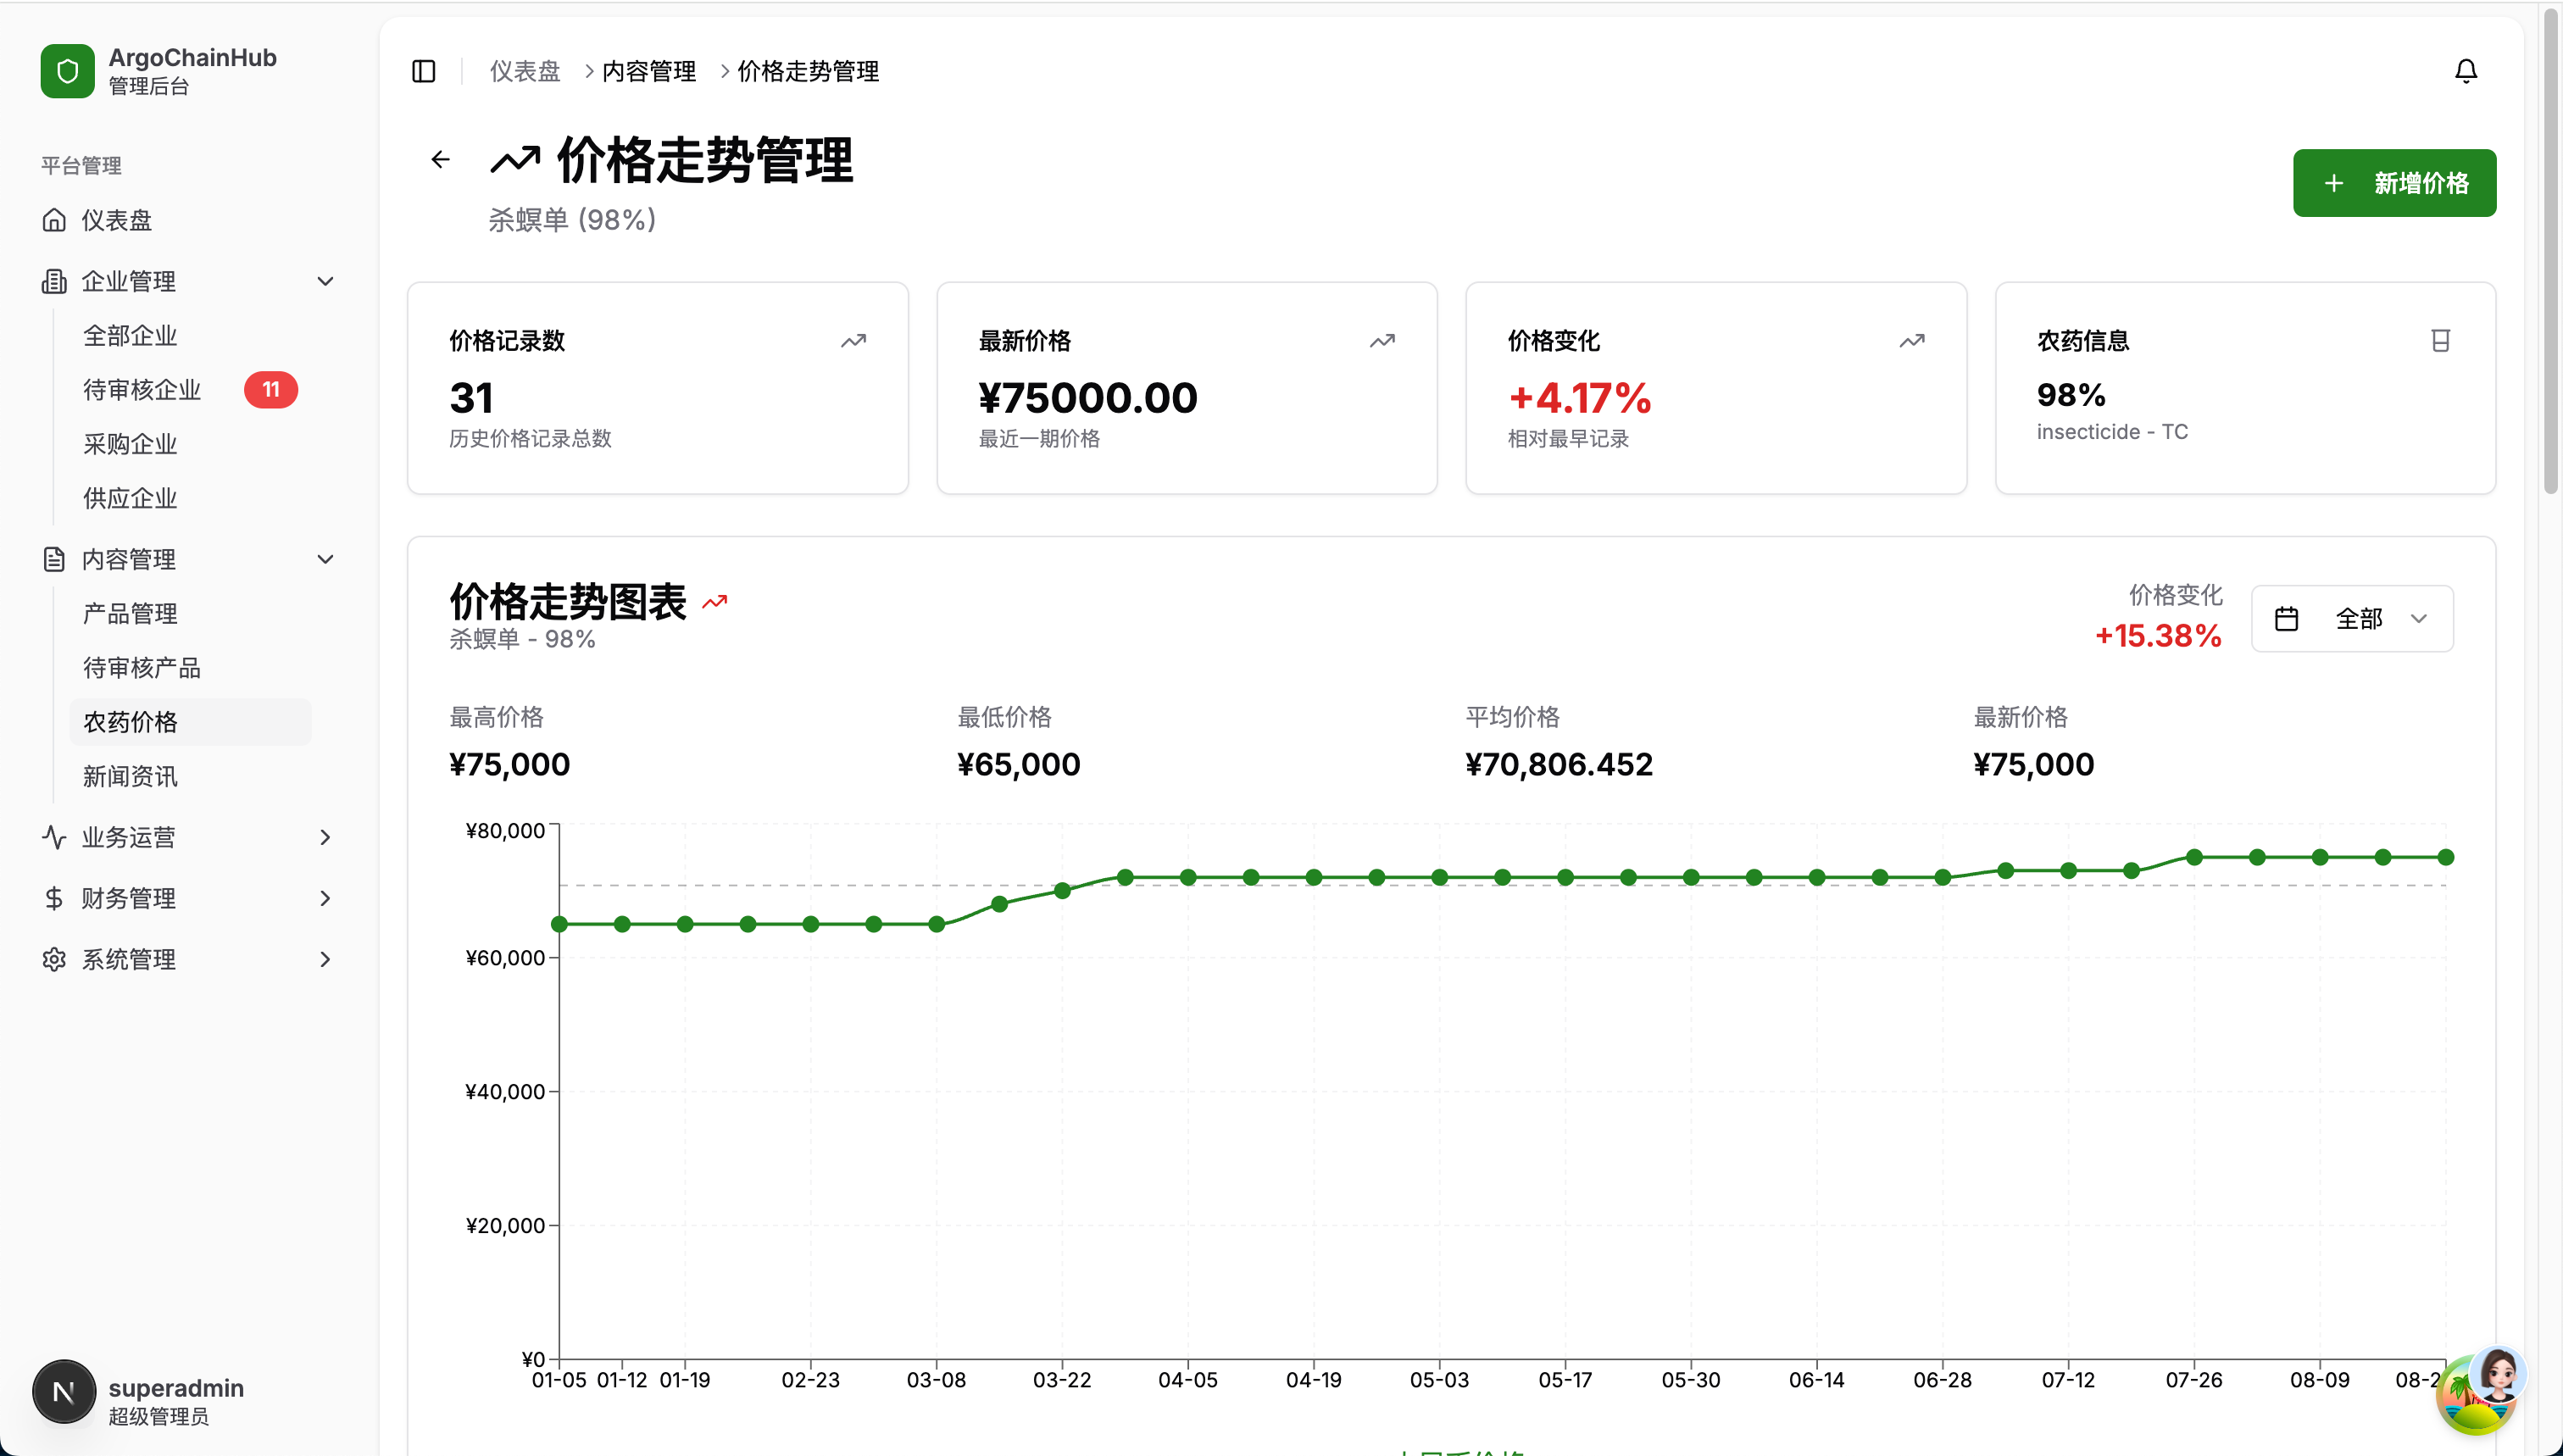 ArgoChainHub
管理后台
平台管理
仪表盘
企业管理
全部企业
待审核企业 11
采购企业
供应企业
内容管理
产品管理
待审核产品
农药价格
新闻资讯
业务运营
财务管理
系统管理
N
superadmin
超级管理员
仪表盘 > 内容管理 > 价格走势管理
价格走势管理
杀螟单 (98%)
+ 新增价格
价格记录数
31
历史价格记录总数
最新价格
¥75000.00
最近一期价格
价格变化
+4.17%
相对最早记录
农药信息
98%
insecticide - TC
价格走势图表
杀螟单 - 98%
价格变化
+15.38%
全部
最高价格
¥75,000
最低价格
¥65,000
平均价格
¥70,806.452
最新价格
¥75,000
¥80,000
¥60,000
¥40,000
¥20,000
¥0
01-05 01-12 01-19 02-23 03-08 03-22 04-05 04-19 05-03 05-17 05-30 06-14 06-28 07-12 07-26 08-09